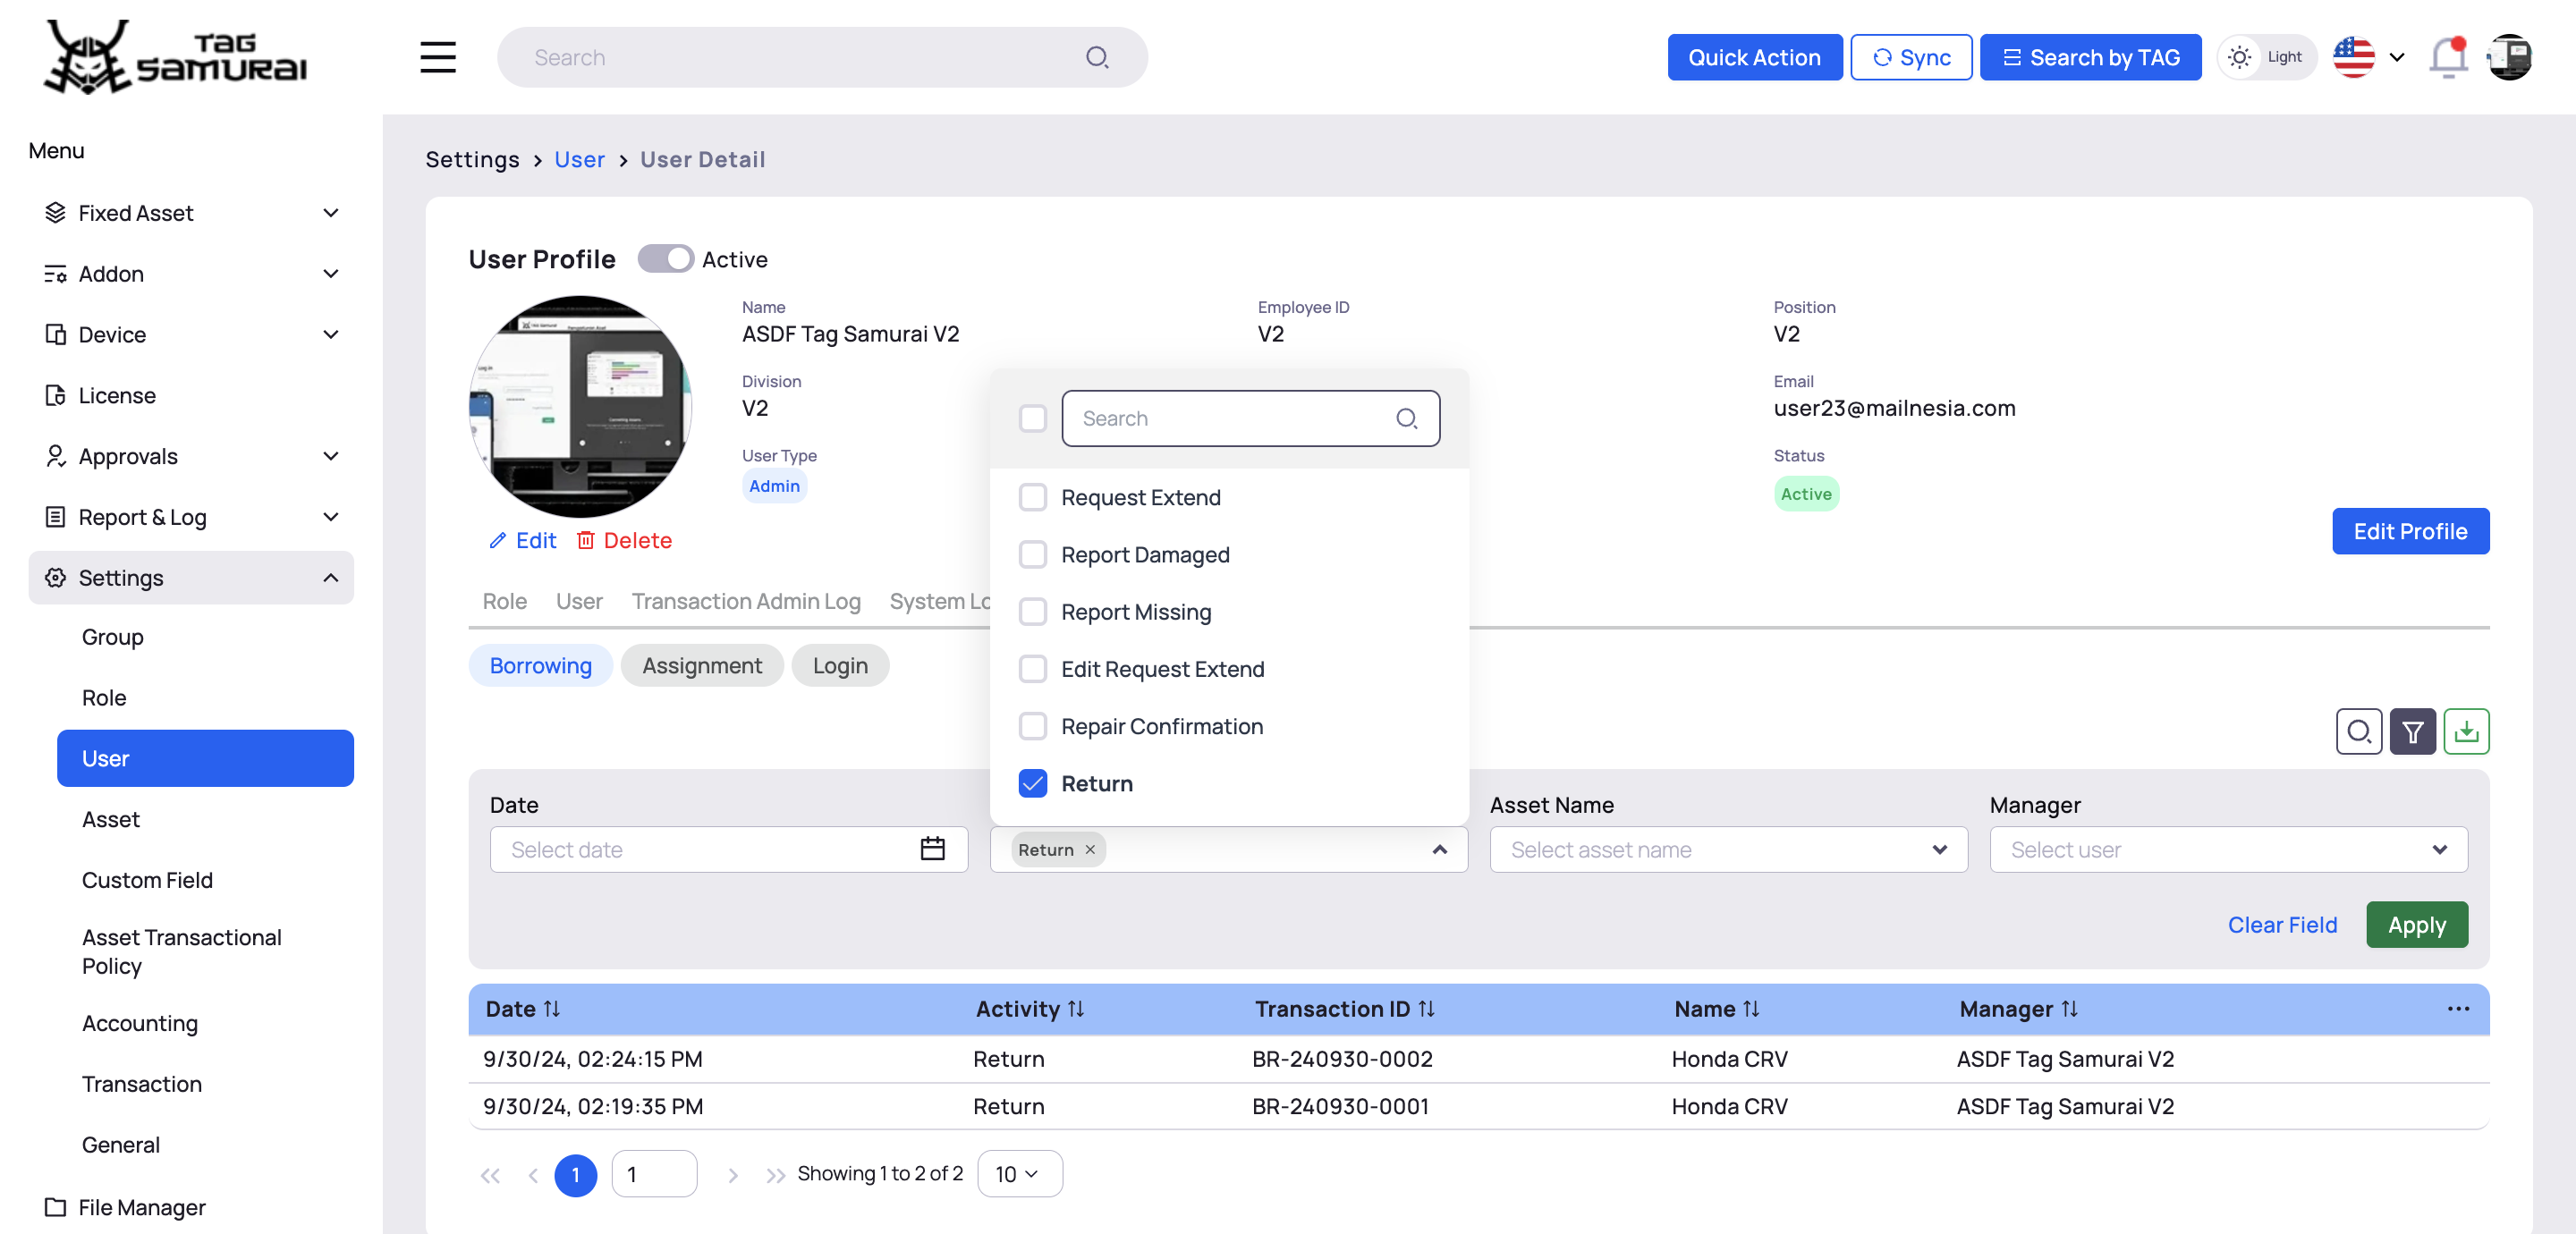 TAG
SAMURAI
Search
Quick Action
Sync
Search by TAG
Light
Menu
Fixed Asset
Addon
Device
License
Approvals
Report & Log
Settings
Group
Role
User
Asset
Custom Field
Asset Transactional
Policy
Accounting
Transaction
General
File Manager
Settings > User > User Detail
User Profile
Active
Edit
Delete
Name
ASDF Tag Samurai V2
Employee ID
V2
Position
V2
Division
V2
Email
user23@mailnesia.com
User Type
Admin
Status
Active
Edit Profile
Role
User
Transaction Admin Log
System Lo
Borrowing
Assignment
Login
Search
Request Extend
Report Damaged
Report Missing
Edit Request Extend
Repair Confirmation
Return
Date
Select date
Return
Asset Name
Select asset name
Manager
Select user
Clear Field
Apply
Date Activity Transaction ID Name Manager
9/30/24, 02:24:15 PM Return BR-240930-0002 Honda CRV ASDF Tag Samurai V2
9/30/24, 02:19:35 PM Return BR-240930-0001 Honda CRV ASDF Tag Samurai V2
1 1 Showing 1 to 2 of 2 10